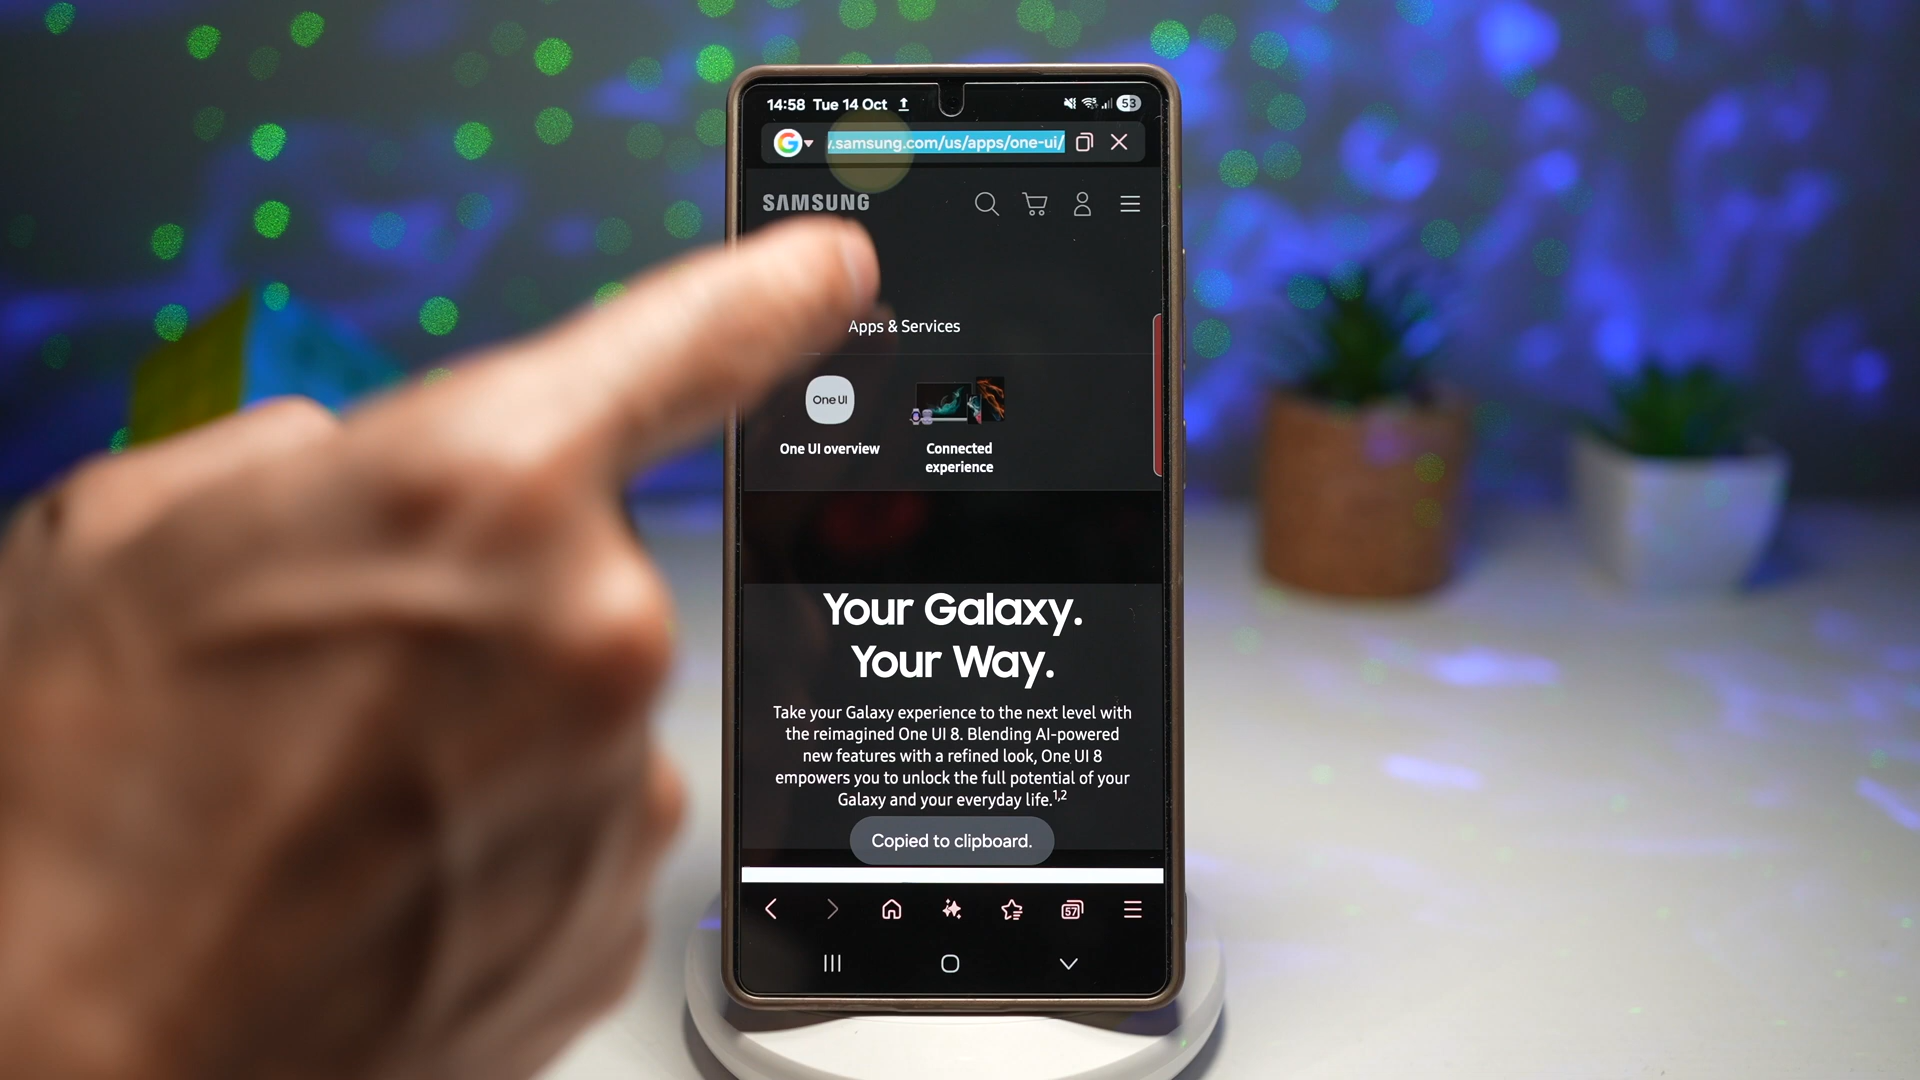 14:58 Tue 14 Oct
53
.samsung.com/us/apps/one-ui/
SAMSUNG
Apps & Services
One UI
One UI overview
Connected
experience
Your Galaxy.
Your Way.
Take your Galaxy experience to the next level with
the reimagined One UI 8. Blending AI-powered
new features with a refined look, One UI 8
empowers you to unlock the full potential of your
Galaxy and your everyday life.1,2
Copied to clipboard.
57